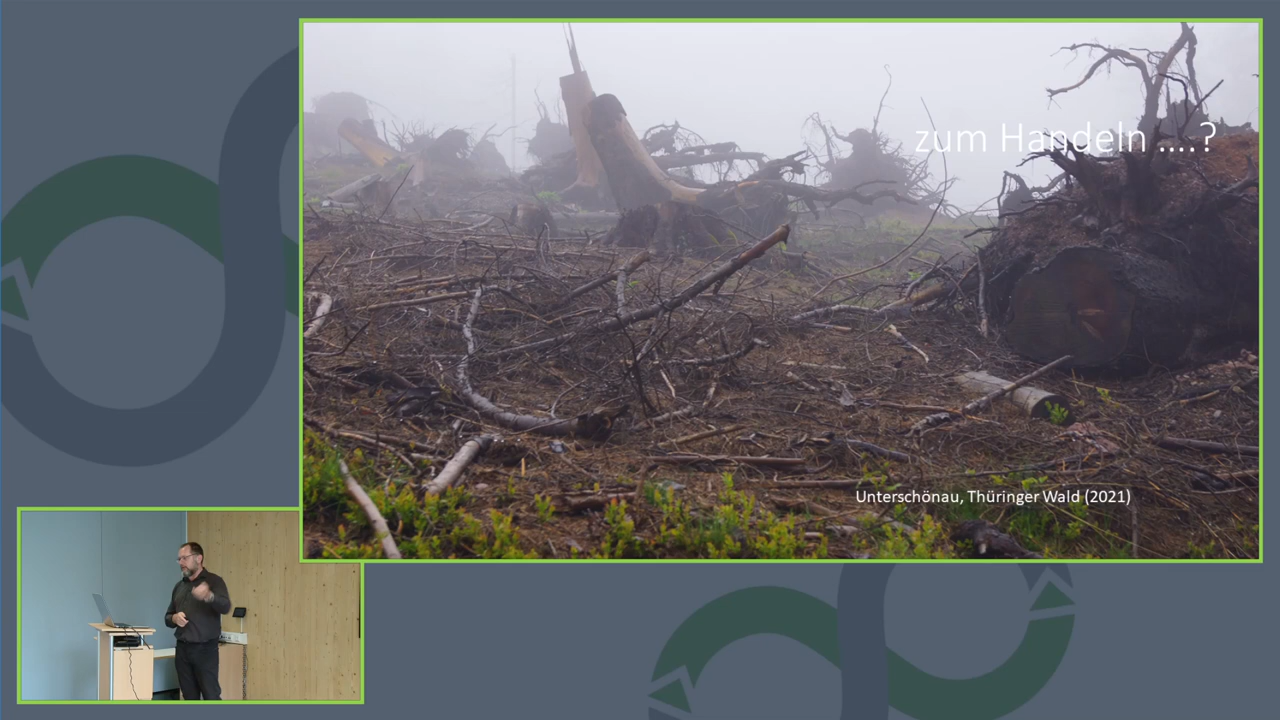 zum Handeln ....?
Unterschönau, Thüringer Wald (2021)